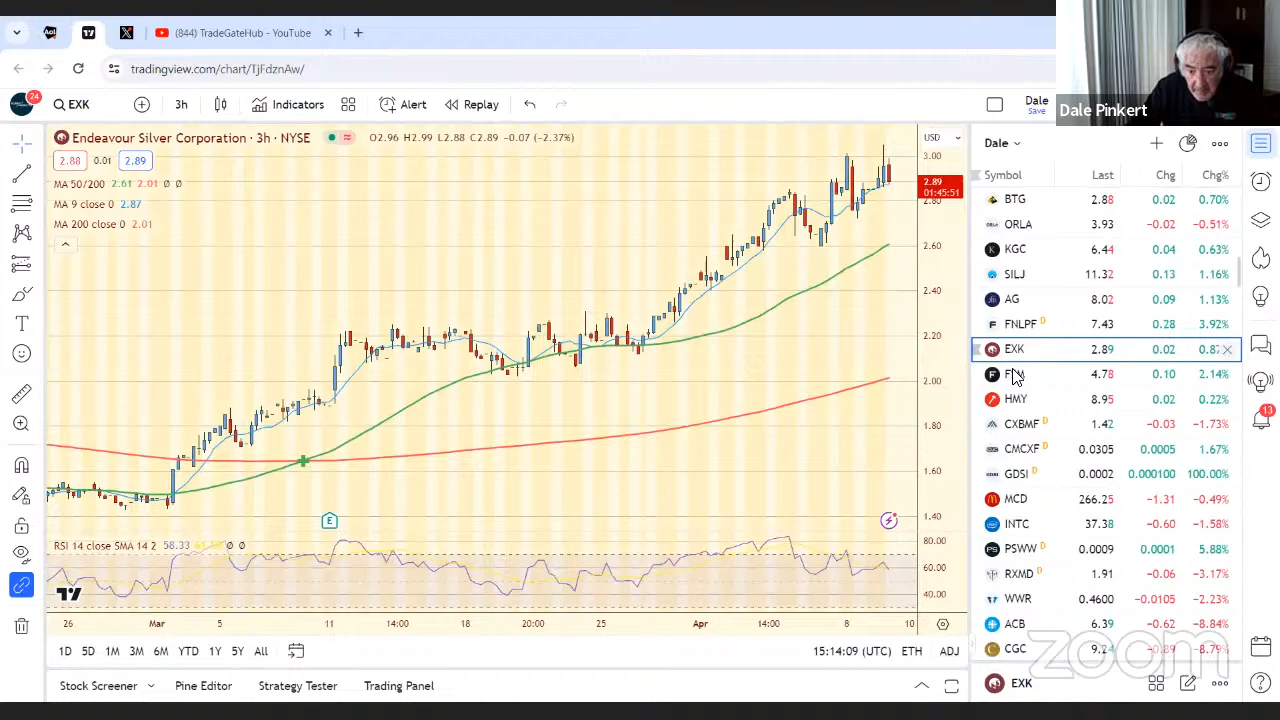 (844) TradeGateHub - YouTube
tradingview.com/chart/TjFdznAw/
Dale Pinkert
24
EXK
3h
Indicators
Alert
Replay
Dale
Save
Endeavour Silver Corporation · 3h · NYSE
O2.96 H2.99 L2.88 C2.89 −0.07 (−2.37%)
2.88 0.01 2.89
MA 50/200 2.61 2.01 Ø Ø
MA 9 close 0 2.87
MA 200 close 0 2.01
USD
3.00
2.89
01:45:51
2.80
2.60
2.40
2.20
2.00
1.80
1.60
1.40
E
RSI 14 close SMA 14 2 58.33 Ø Ø
80.00
60.00
40.00
26 Mar 5 11 14:00 18 20:00 25 Apr 14:00 8 10
1D 5D 1M 3M 6M YTD 1Y 5Y All
15:14:09 (UTC) ETH ADJ
Stock Screener Pine Editor Strategy Tester Trading Panel
Dale
Symbol Last Chg Chg%
BTG 2.88 0.02 0.70%
ORLA 3.93 −0.02 −0.51%
KGC 6.44 0.04 0.63%
SILJ 11.32 0.13 1.16%
AG 8.02 0.09 1.13%
FNLPF D 7.43 0.28 3.92%
EXK 2.89 0.02
4.78 0.10 2.14%
HMY 8.95 0.02 0.22%
CXBMF D 1.42 −0.03 −1.73%
CMCXF D 0.0305 0.0005 1.67%
GDSI D 0.0002 0.000100 100.00%
MCD 266.25 −1.31 −0.49%
INTC 37.38 −0.60 −1.58%
PSWW D 0.0009 0.0001 5.88%
RXMD D 1.91 −0.06 −3.17%
WWR 0.4600 −0.0105 −2.23%
ACB 6.39 −0.62 −8.84%
CGC 9.24 −0.89 −8.79%
zoom
EXK
13